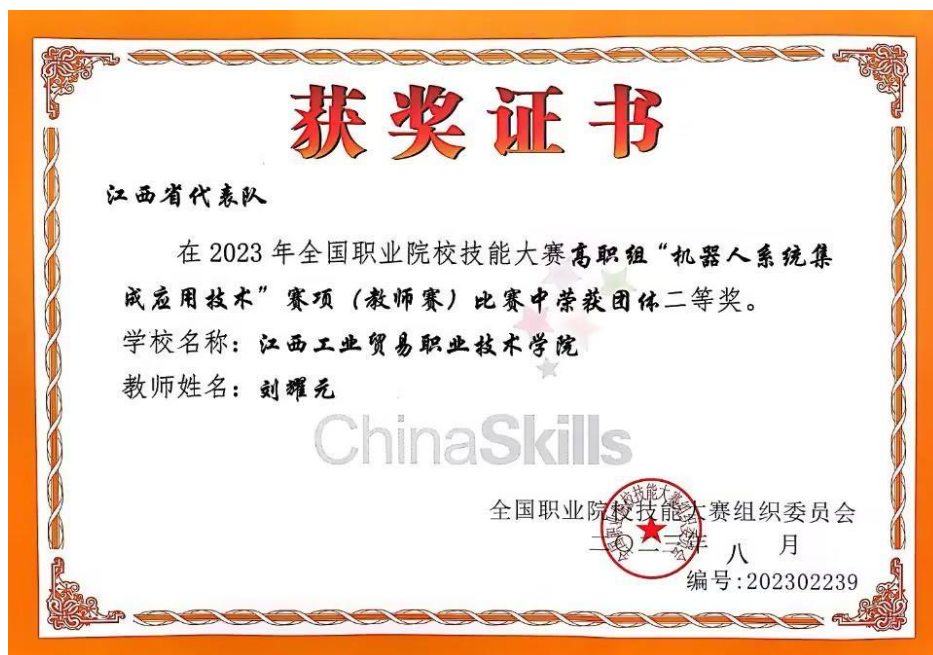 获奖证书
江西省代表队
在 2023 年全国职业院校技能大赛高职组“机器人系统集
成应用技术”赛项（教师赛）比赛中荣获团体二等奖。
学校名称：江西工业贸易职业技术学院
教师姓名：刘耀元
ChinaSkills
全国职业院校技能大赛组织委员会
二〇二三年 八 月
编号:202302239